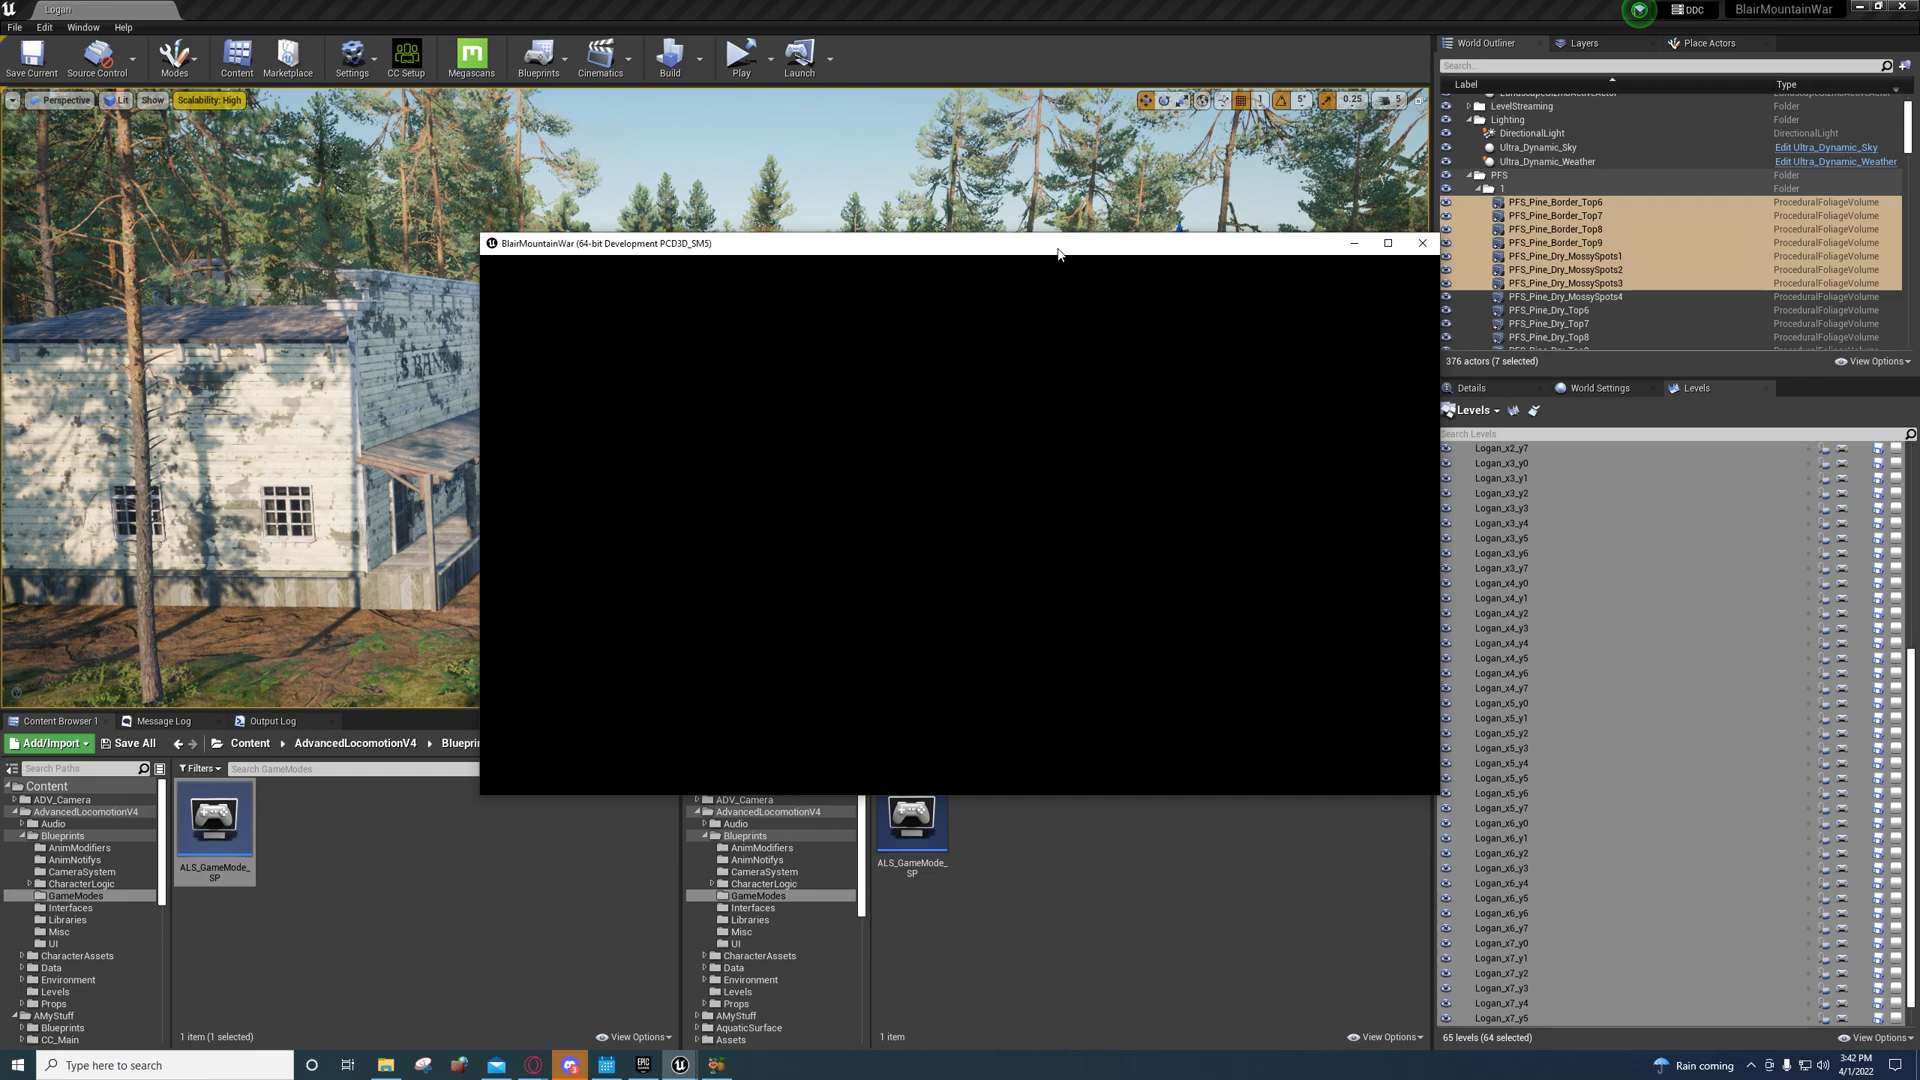 Logan
DDC
BlairMountainWar
File Edit Window Help
Save Current
Source Control
Modes
Content
Marketplace
Settings
CC Setup
Megascans
Blueprints
Cinematics
Build
Play
Launch
Perspective
Lit
Show
Scalability: High
1
5°
0.25
5
BlairMountainWar (64-bit Development PCD3D_SM5)
S BANK
World Outliner
Layers
Place Actors
Search...
Label Type
LevelStreaming Folder
Lighting Folder
DirectionalLight DirectionalLight
Ultra_Dynamic_Sky Edit Ultra_Dynamic_Sky
Ultra_Dynamic_Weather Edit Ultra_Dynamic_Weather
PFS Folder
1 Folder
PFS_Pine_Border_Top6 ProceduralFoliageVolume
PFS_Pine_Border_Top7 ProceduralFoliageVolume
PFS_Pine_Border_Top8 ProceduralFoliageVolume
PFS_Pine_Border_Top9 ProceduralFoliageVolume
PFS_Pine_Dry_MossySpots1 ProceduralFoliageVolume
PFS_Pine_Dry_MossySpots2 ProceduralFoliageVolume
PFS_Pine_Dry_MossySpots3 ProceduralFoliageVolume
PFS_Pine_Dry_MossySpots4 ProceduralFoliageVolume
PFS_Pine_Dry_Top6 ProceduralFoliageVolume
PFS_Pine_Dry_Top7 ProceduralFoliageVolume
PFS_Pine_Dry_Top8 ProceduralFoliageVolume
376 actors (7 selected) View Options
Details
World Settings
Levels
Levels
Search Levels
Logan_x2_y7
Logan_x3_y0
Logan_x3_y1
Logan_x3_y2
Logan_x3_y3
Logan_x3_y4
Logan_x3_y5
Logan_x3_y6
Logan_x3_y7
Logan_x4_y0
Logan_x4_y1
Logan_x4_y2
Logan_x4_y3
Logan_x4_y4
Logan_x4_y5
Logan_x4_y6
Logan_x4_y7
Logan_x5_y0
Logan_x5_y1
Logan_x5_y2
Logan_x5_y3
Logan_x5_y4
Logan_x5_y5
Logan_x5_y6
Logan_x5_y7
Logan_x6_y0
Logan_x6_y1
Logan_x6_y2
Logan_x6_y3
Logan_x6_y4
Logan_x6_y5
Logan_x6_y6
Logan_x6_y7
Logan_x7_y0
Logan_x7_y1
Logan_x7_y2
Logan_x7_y3
Logan_x7_y4
Logan_x7_y5
65 levels (64 selected) View Options
Content Browser 1
Message Log
Output Log
Add/Import
Save All
Content
AdvancedLocomotionV4
Search Paths
Filters
Search GameModes
Content
ADV_Camera
AdvancedLocomotionV4
Audio
Blueprints
AnimModifiers
AnimNotifys
CameraSystem
CharacterLogic
GameModes
Interfaces
Libraries
Misc
UI
CharacterAssets
Data
Environment
Levels
Props
AMyStuff
Blueprints
CC_Main
ALS_GameMode_
SP
1 item (1 selected) View Options
ADV_Camera
AdvancedLocomotionV4
Audio
Blueprints
AnimModifiers
AnimNotifys
CameraSystem
CharacterLogic
GameModes
Interfaces
Libraries
Misc
UI
CharacterAssets
Data
Environment
Levels
Props
AMyStuff
AquaticSurface
Assets
ALS_GameMode_
SP
1 item View Options
Type here to search
EPIC
Rain coming
3:42 PM
4/1/2022